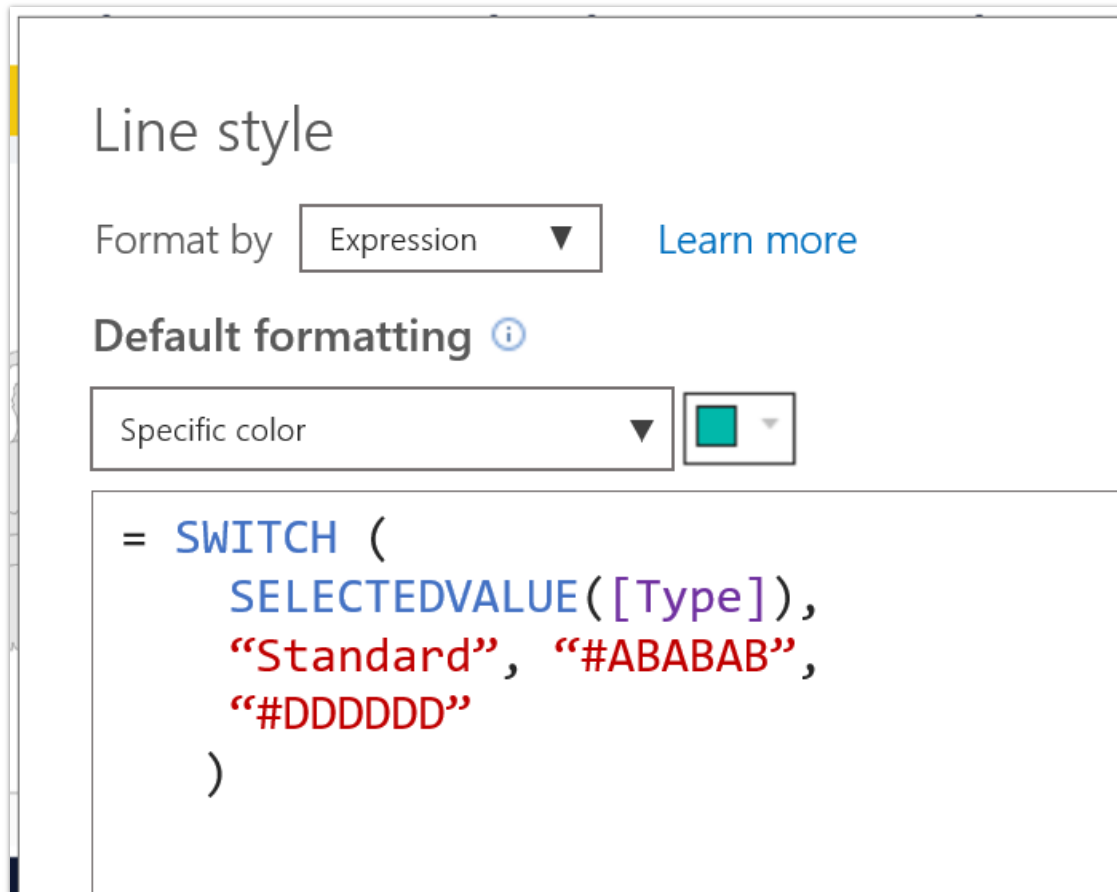 Line style
Format by Expression ▼ Learn more
Default formatting
Specific color ▼
= SWITCH (
SELECTEDVALUE([Type]),
“Standard”, “#ABABAB”,
“#DDDDDD”
)